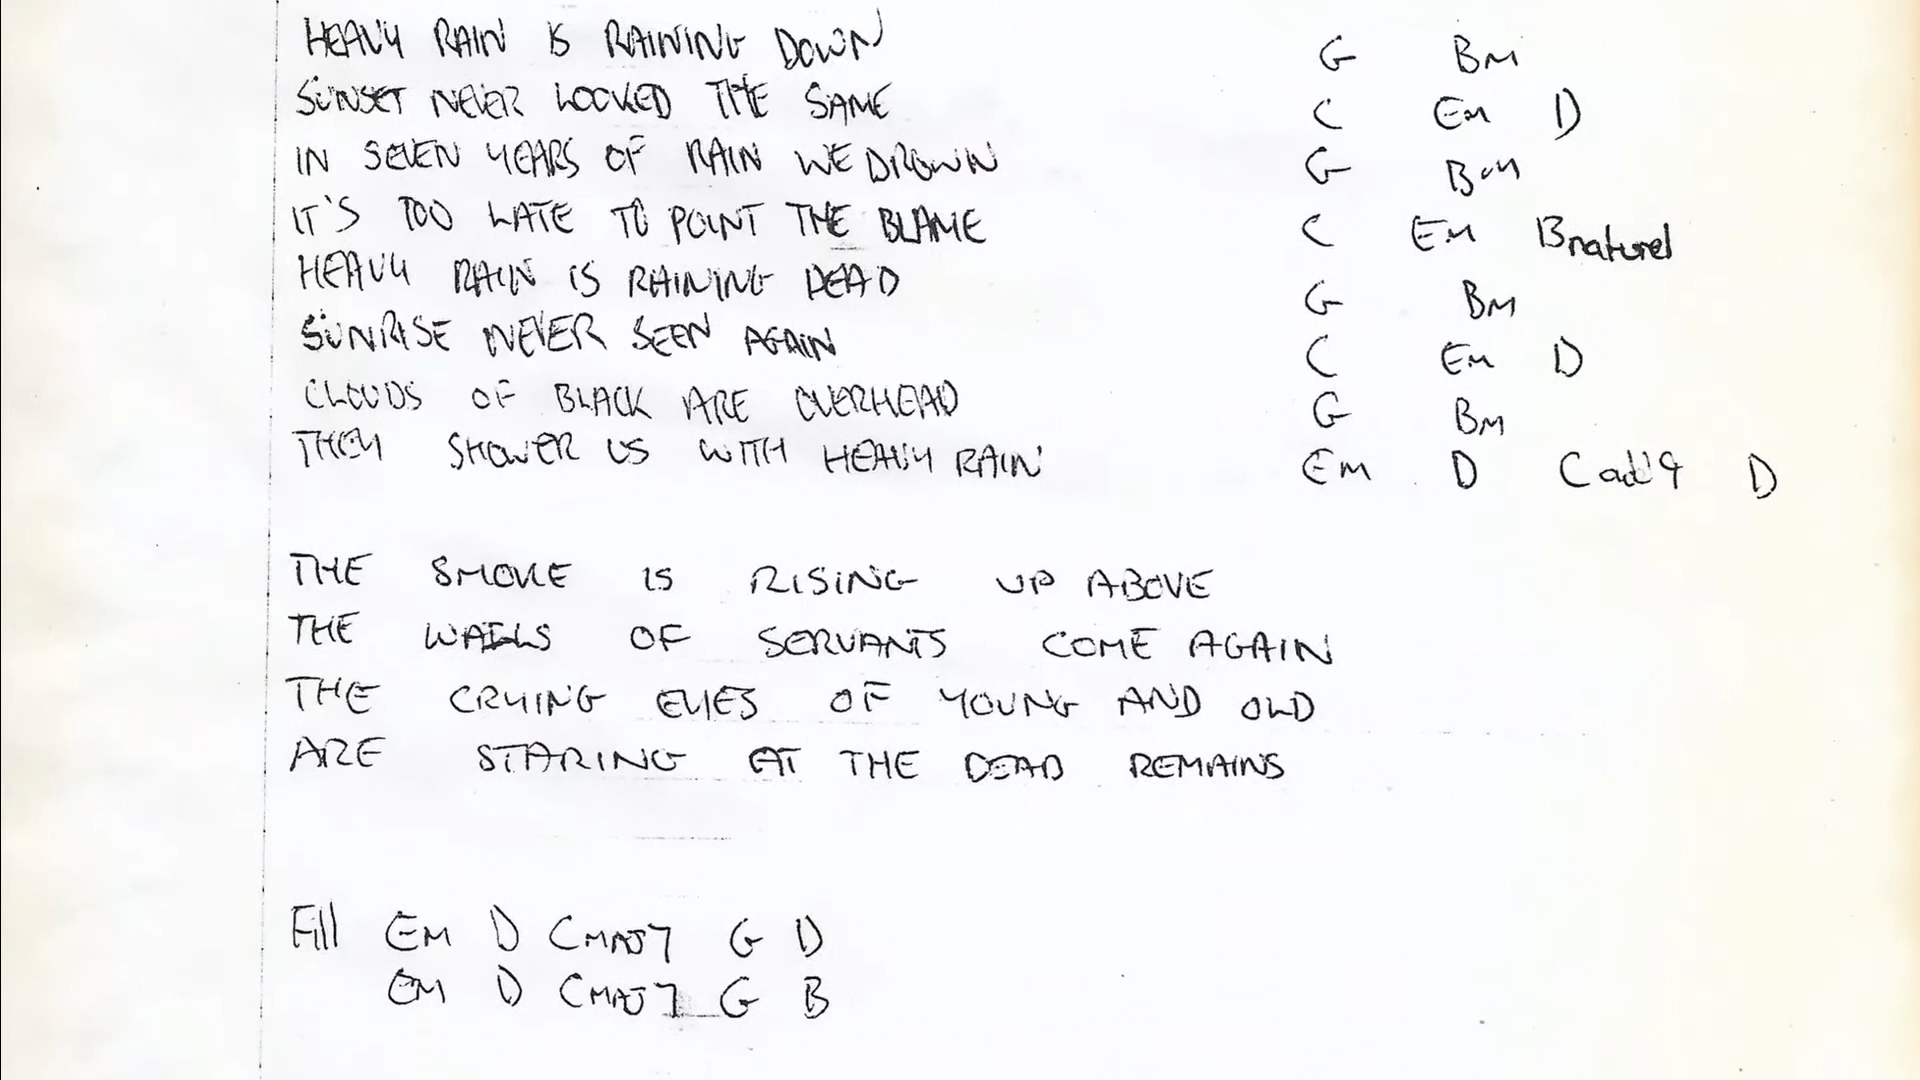 HEAVY RAIN IS RAINING DOWN G BM
SUNSET NEVER LOOKED THE SAME C EM D
IN SEVEN YEARS OF RAIN WE DROWN G BM
IT'S TOO LATE TO POINT THE BLAME C EM B naturel
HEAVY RAIN IS RAINING DEAD G BM
SUNRISE NEVER SEEN AGAIN C EM D
CLOUDS OF BLACK ARE OVERHEAD G BM
THEY SHOWER US WITH HEAVY RAIN EM D C add 9 D
THE SMOKE IS RISING UP ABOVE
THE WAILS OF SERVANTS COME AGAIN
THE CRYING EYES OF YOUNG AND OLD
ARE STARING AT THE DEAD REMAINS
Fill EM D CMAJ7 G D
EM D CMAJ7 G B